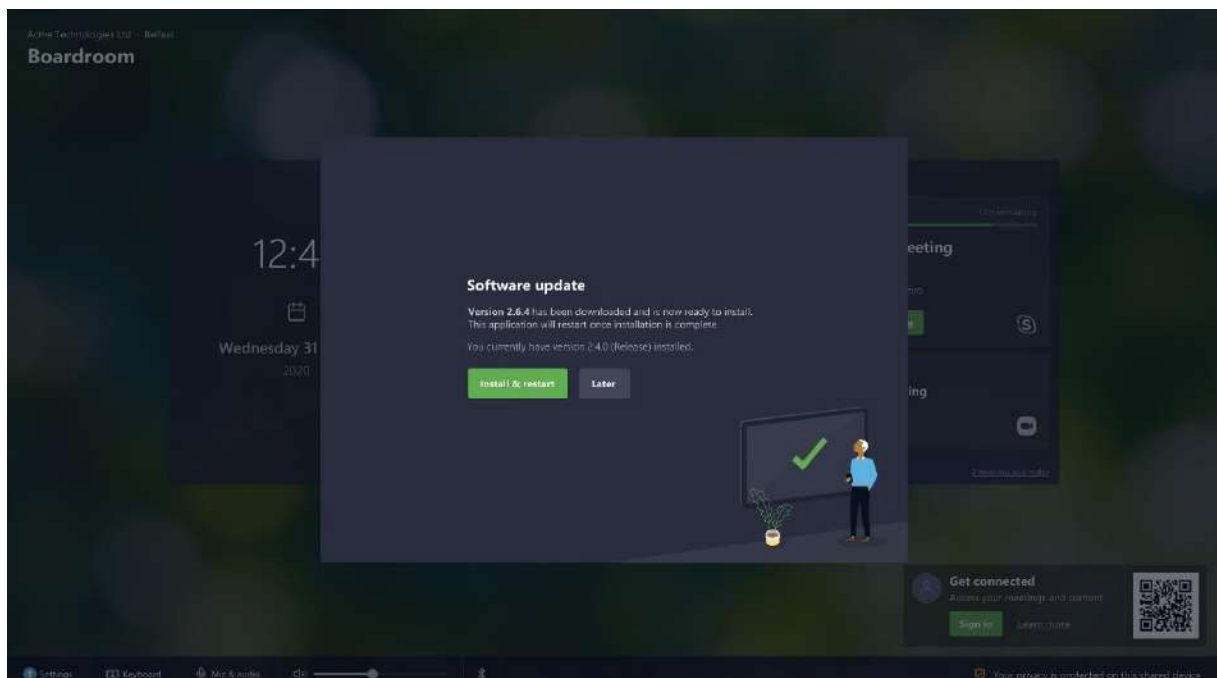 Acme Technologies Ltd · Belfast
Boardroom
12:4
Wednesday 31
2020
Software update
Version 2.6.4 has been downloaded and is now ready to install.
This application will restart once installation is complete.
You currently have version 2.4.0 (Release) installed.
Install & restart
Later
remaining
eeting
ing
Get connected
Access your meetings and content
Sign in
Learn more
Settings
Keyboard
Mic & audio
Your privacy is protected on this shared device